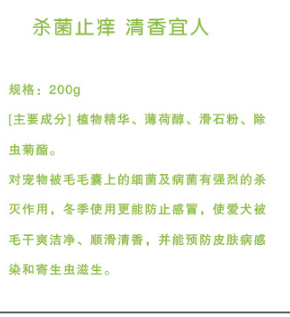 杀菌止痒 清香宜人
规格：200g
[主要成分] 植物精华、薄荷醇、滑石粉、除
虫菊酯。
对宠物被毛毛囊上的细菌及病菌有强烈的杀
灭作用，冬季使用更能防止感冒，使爱犬被
毛干爽洁净、顺滑清香，并能预防皮肤病感
染和寄生虫滋生。